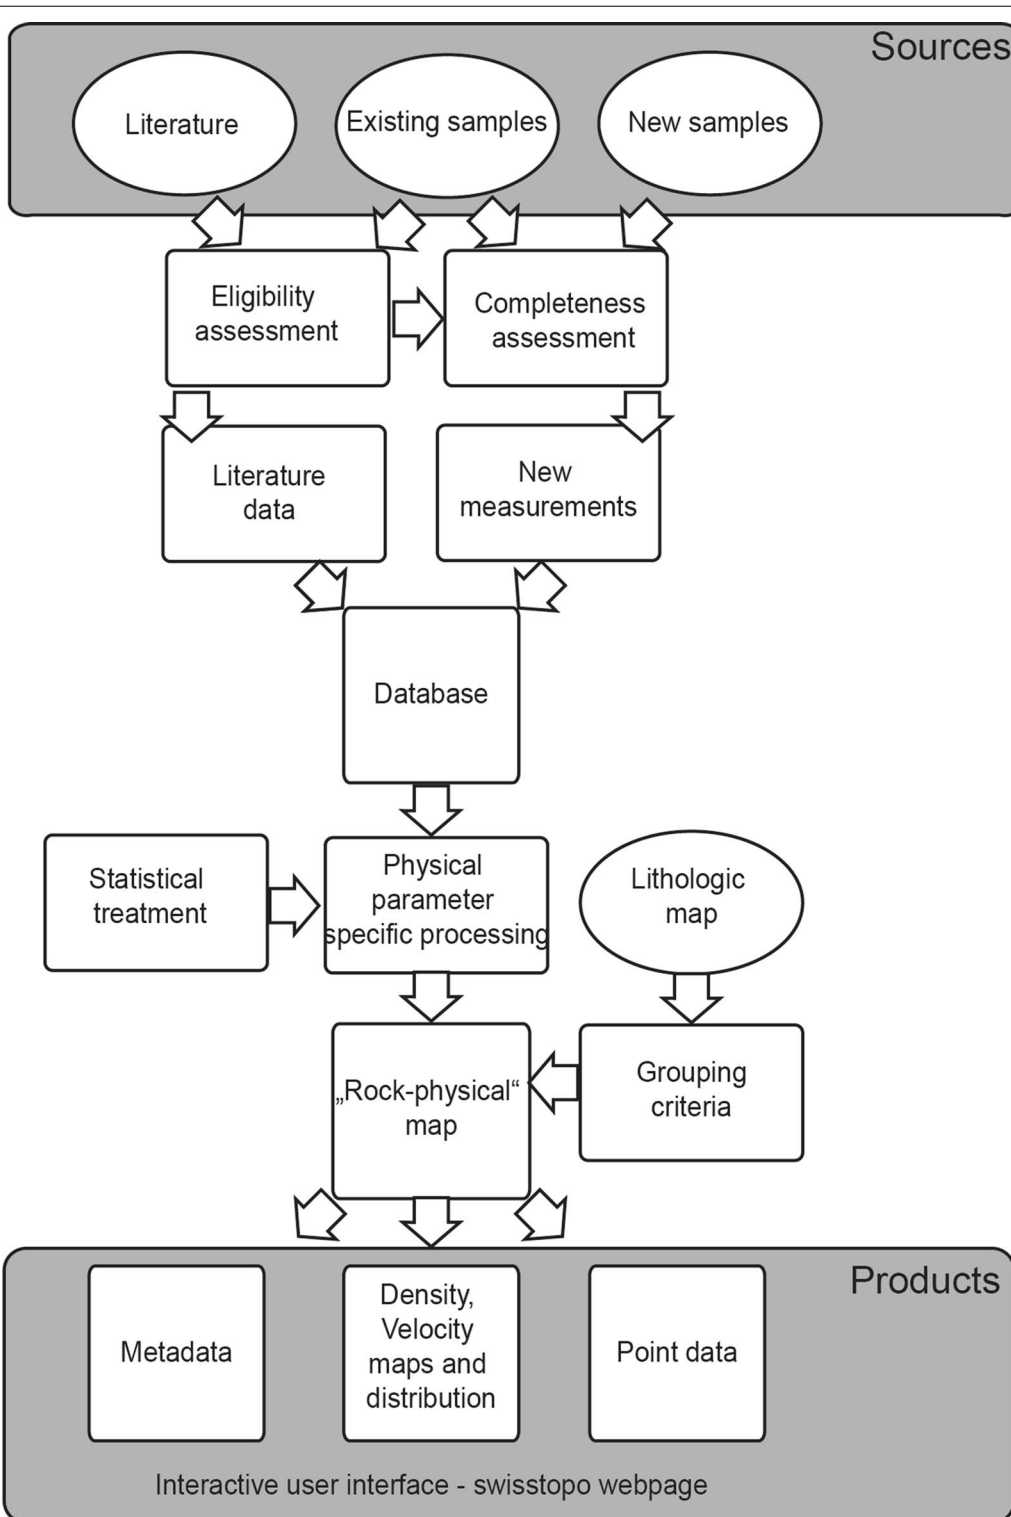 Sources
Literature
Existing samples
New samples
Eligibility
assessment
Completeness
assessment
Literature
data
New
measurements
Database
Statistical
treatment
Physical
parameter
specific processing
Lithologic
map
„Rock-physical“
map
Grouping
criteria
Products
Metadata
Density,
Velocity
maps and
distribution
Point data
Interactive user interface - swisstopo webpage